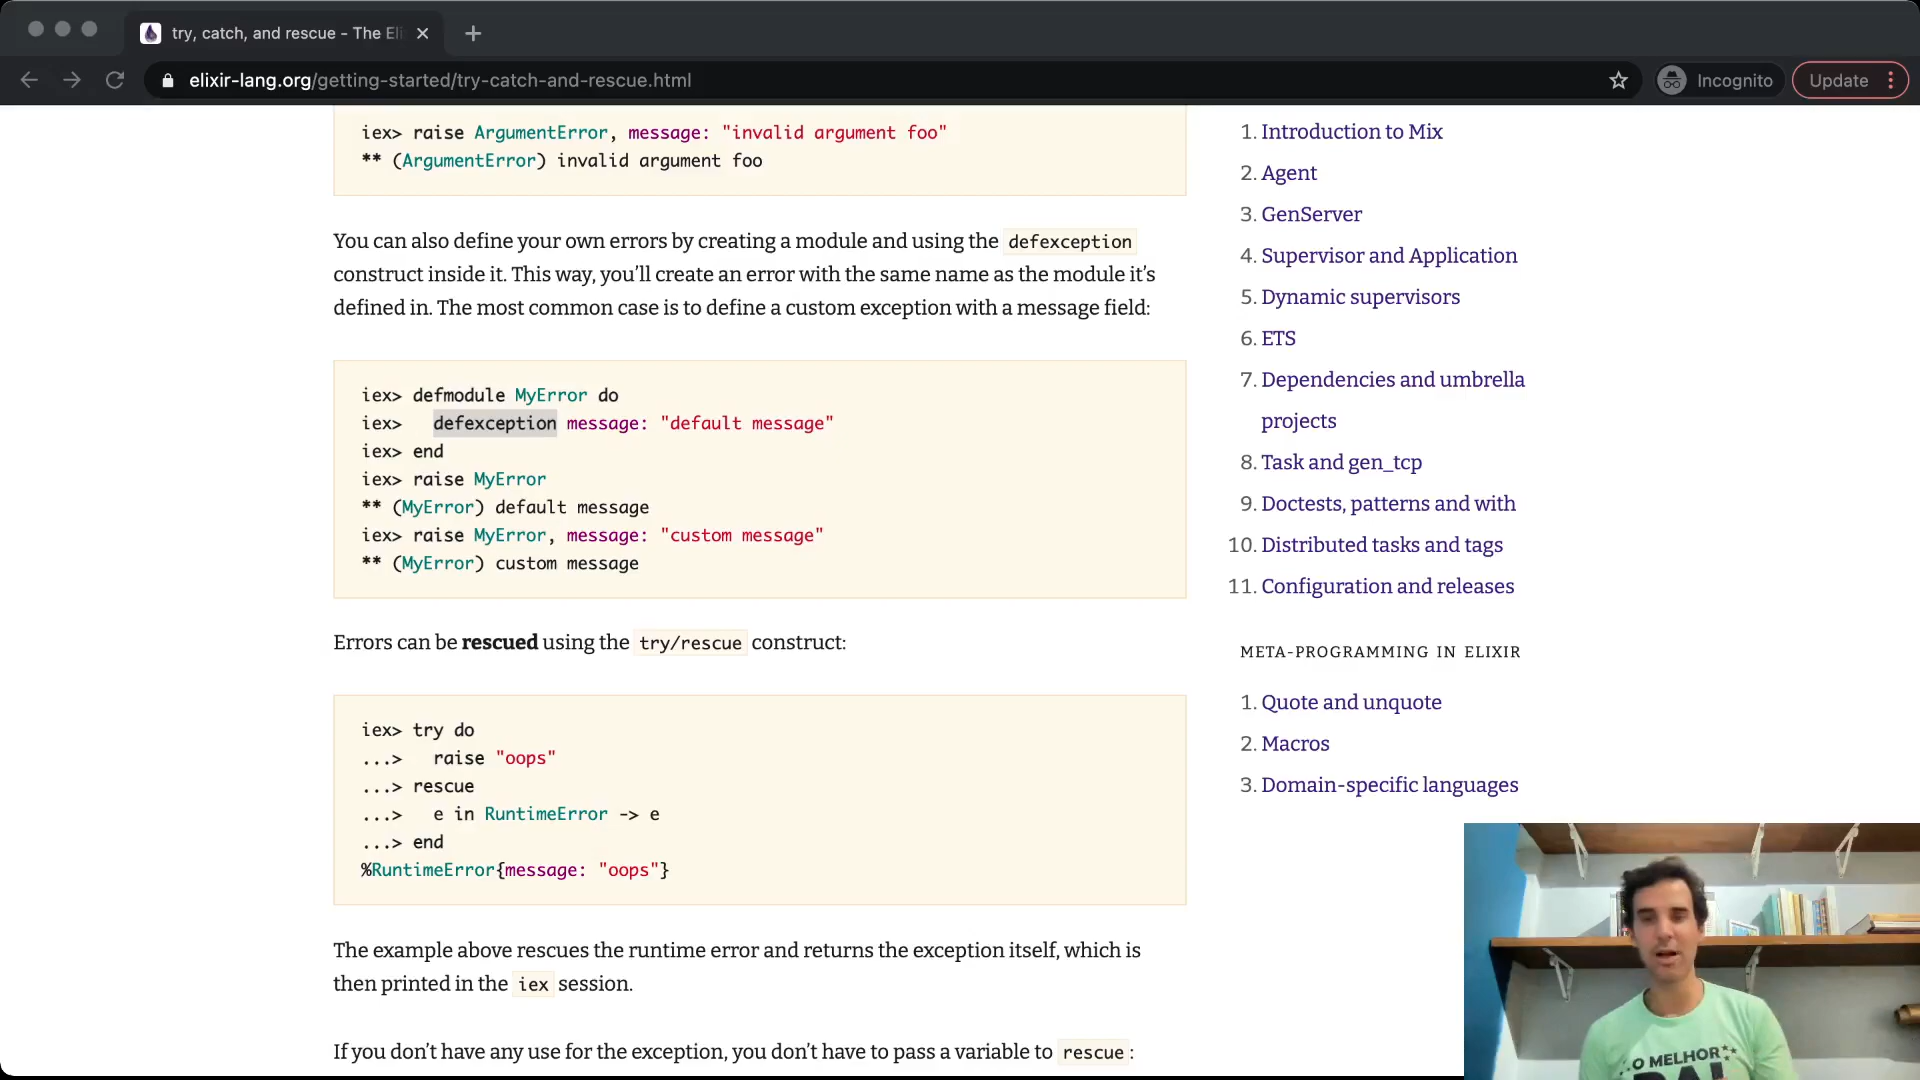 try, catch, and rescue - The Eli
elixir-lang.org/getting-started/try-catch-and-rescue.html
Incognito
Update
iex> raise ArgumentError, message: "invalid argument foo"
** (ArgumentError) invalid argument foo
You can also define your own errors by creating a module and using the defexception
construct inside it. This way, you’ll create an error with the same name as the module it’s
defined in. The most common case is to define a custom exception with a message field:
iex> defmodule MyError do
iex>   defexception message: "default message"
iex> end
iex> raise MyError
** (MyError) default message
iex> raise MyError, message: "custom message"
** (MyError) custom message
Errors can be rescued using the try/rescue construct:
iex> try do
...>   raise "oops"
...> rescue
...>   e in RuntimeError -> e
...> end
%RuntimeError{message: "oops"}
The example above rescues the runtime error and returns the exception itself, which is
then printed in the iex session.
If you don’t have any use for the exception, you don’t have to pass a variable to rescue :
1. Introduction to Mix
2. Agent
3. GenServer
4. Supervisor and Application
5. Dynamic supervisors
6. ETS
7. Dependencies and umbrella
projects
8. Task and gen_tcp
9. Doctests, patterns and with
10. Distributed tasks and tags
11. Configuration and releases
META-PROGRAMMING IN ELIXIR
1. Quote and unquote
2. Macros
3. Domain-specific languages
O MELHOR
PAI